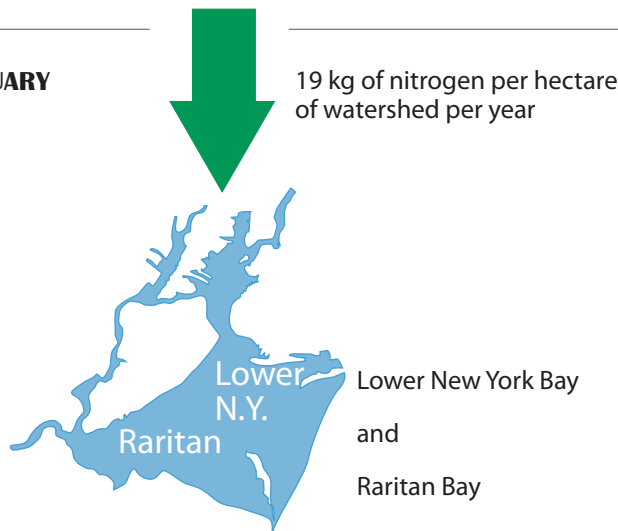 UARY
19 kg of nitrogen per hectare
of watershed per year
Lower
N.Y.
Raritan
Lower New York Bay
and
Raritan Bay